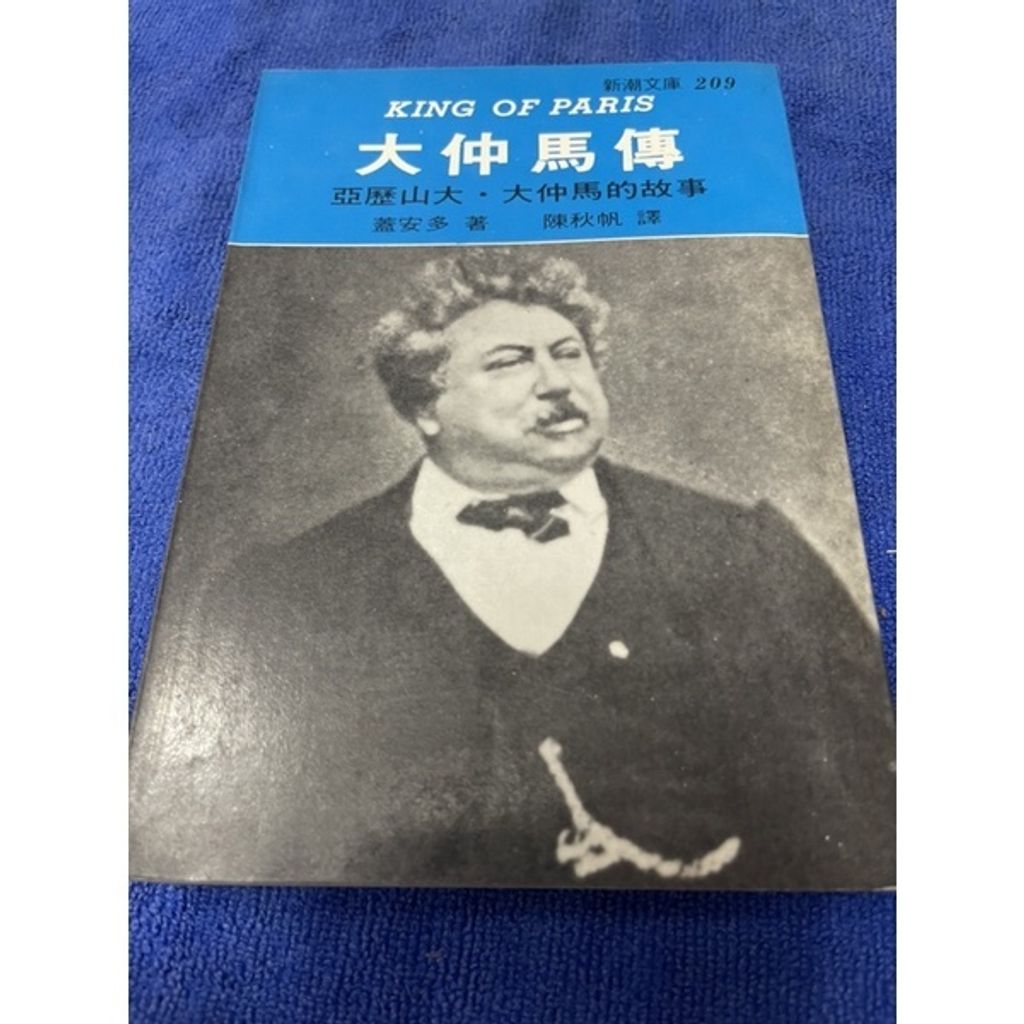 新潮文庫 209
KING OF PARIS
大仲馬傳
亞歷山大・大仲馬的故事
蓋安多 著 陳秋帆 譯